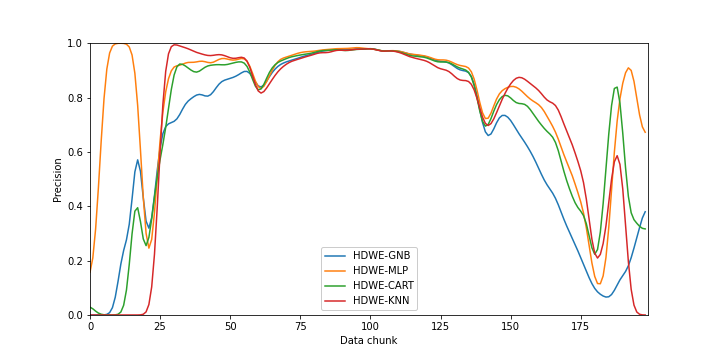 1.0
0.8
0.6
0.4
0.2
0.0
Precision
0 25 50 75 100 125 150 175
Data chunk
HDWE-GNB
HDWE-MLP
HDWE-CART
HDWE-KNN